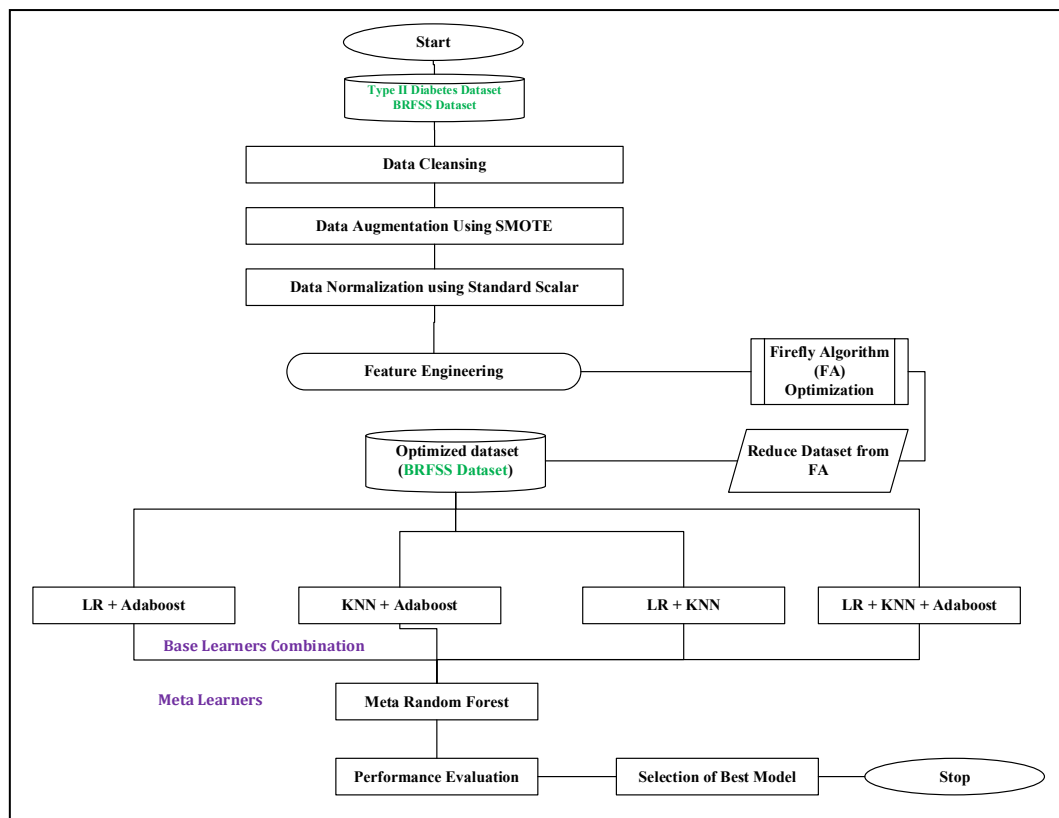 Start
Type II Diabetes Dataset
BRFSS Dataset
Data Cleansing
Data Augmentation Using SMOTE
Data Normalization using Standard Scalar
Feature Engineering
Firefly Algorithm
(FA)
Optimization
Optimized dataset
(BRFSS Dataset)
Reduce Dataset from
FA
LR + Adaboost
KNN + Adaboost
LR + KNN
LR + KNN + Adaboost
Base Learners Combination
Meta Learners
Meta Random Forest
Performance Evaluation
Selection of Best Model
Stop